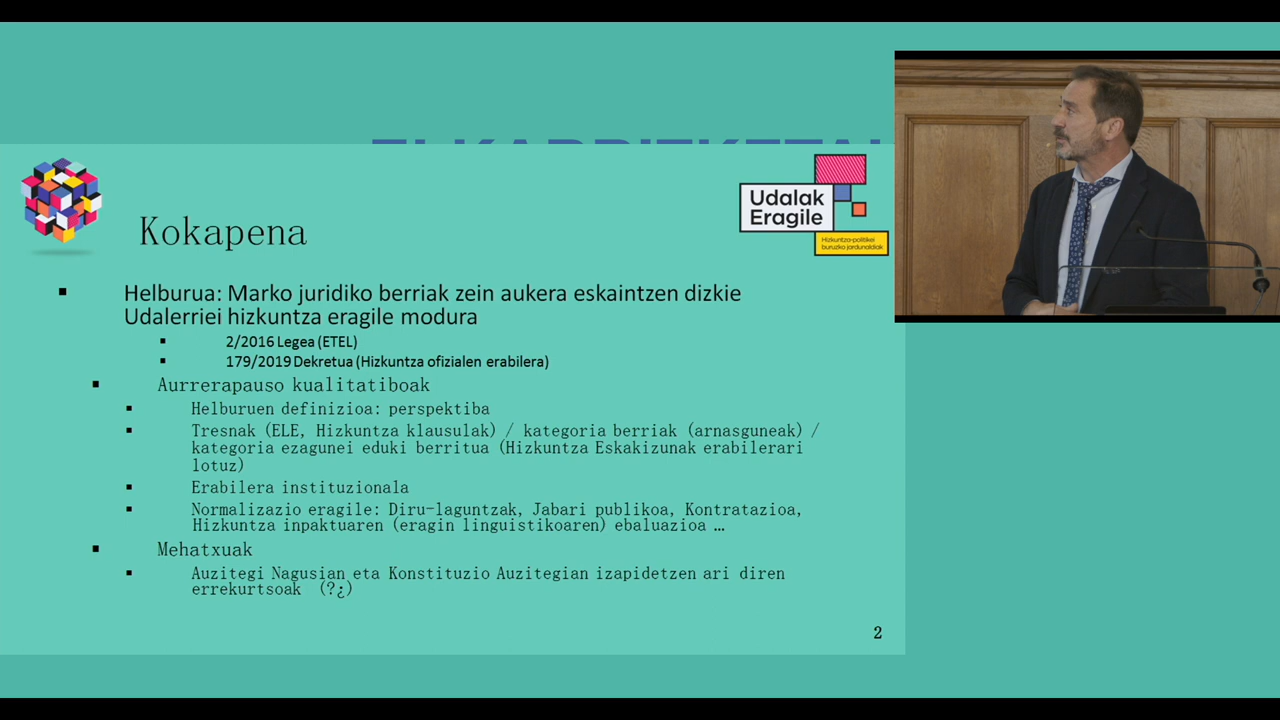 Udalak
Eragile
Hizkuntza-politikei
buruzko jardunaldiak
Kokapena
Helburua: Marko juridiko berriak zein aukera eskaintzen dizkie
Udalerriei hizkuntza eragile modura
2/2016 Legea (ETEL)
179/2019 Dekretua (Hizkuntza ofizialen erabilera)
Aurrerapauso kualitatiboak
Helburuen definizioa: perspektiba
Tresnak (ELE, Hizkuntza klausulak) / kategoria berriak (arnasguneak) /
kategoria ezagunei eduki berritua (Hizkuntza Eskakizunak erabilerari
lotuz)
Erabilera instituzionala
Normalizazio eragile: Diru-laguntzak, Jabari publikoa, Kontratazioa,
Hizkuntza inpaktuaren (eragin linguistikoaren) ebaluazioa …
Mehatxuak
Auzitegi Nagusian eta Konstituzio Auzitegian izapidetzen ari diren
errekurtsoak (?¿)
2